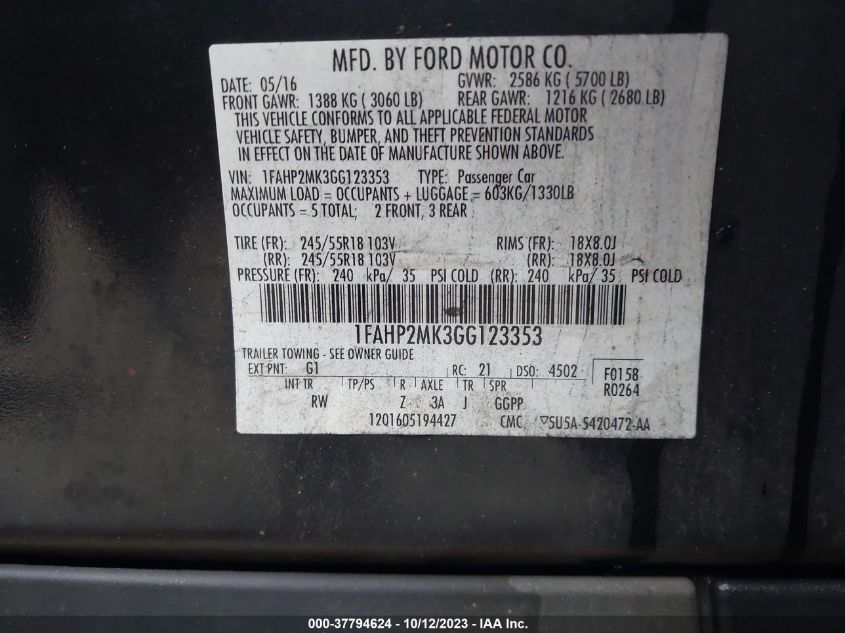 MFD. BY FORD MOTOR CO.
DATE: 05/16 GVWR: 2586 KG ( 5700 LB)
FRONT GAWR: 1388 KG ( 3060 LB) REAR GAWR: 1216 KG ( 2680 LB)
THIS VEHICLE CONFORMS TO ALL APPLICABLE FEDERAL MOTOR
VEHICLE SAFETY, BUMPER, AND THEFT PREVENTION STANDARDS
IN EFFECT ON THE DATE OF MANUFACTURE SHOWN ABOVE.
VIN: 1FAHP2MK3GG123353 TYPE: Passenger Car
MAXIMUM LOAD = OCCUPANTS + LUGGAGE = 603KG/1330LB
OCCUPANTS = 5 TOTAL; 2 FRONT, 3 REAR
TIRE (FR): 245/55R18 103V RIMS (FR): 18X8.0J
(RR): 245/55R18 103V (RR): 18X8.0J
PRESSURE (FR): 240 kPa/ 35 PSI COLD (RR): 240 kPa/ 35 PSI COLD
1FAHP2MK3GG123353
TRAILER TOWING - SEE OWNER GUIDE
EXT PNT: G1 RC: 21 DSO: 4502 F0158
INT TR TP/PS R AXLE TR SPR R0264
RW Z 3A J GGPP
1201605194427 CMC ▽5U5A-5420472-AA
000-37794624 - 10/12/2023 - IAA Inc.